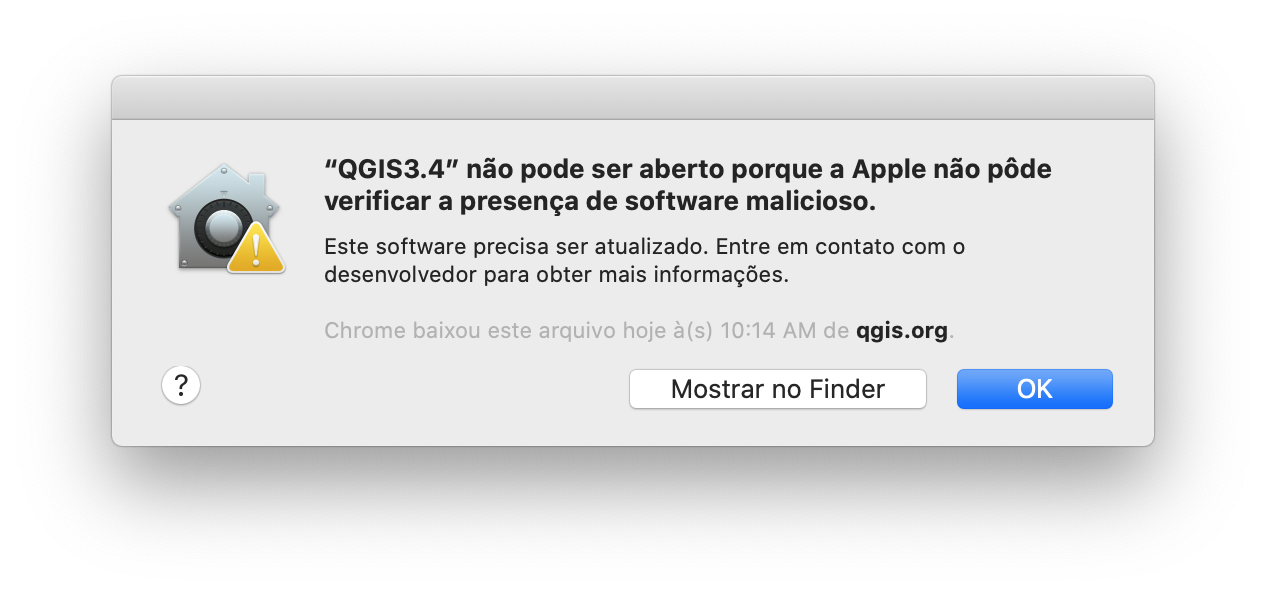 “QGIS3.4” não pode ser aberto porque a Apple não pôde
verificar a presença de software malicioso.
Este software precisa ser atualizado. Entre em contato com o
desenvolvedor para obter mais informações.
Chrome baixou este arquivo hoje à(s) 10:14 AM de qgis.org.
?
Mostrar no Finder
OK